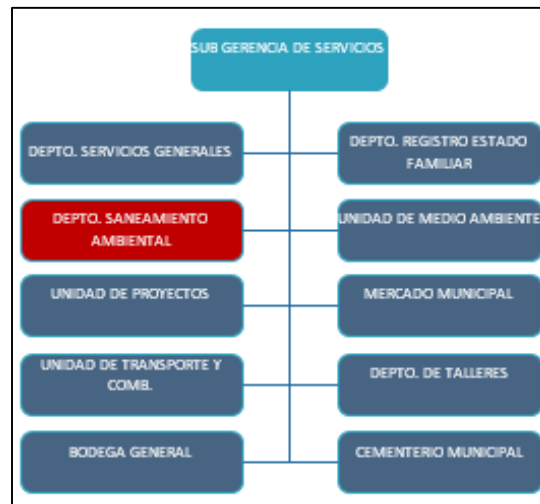 SUB GERENCIA DE SERVICIOS
DEPTO. SERVICIOS GENERALES
DEPTO. REGISTRO ESTADO
FAMILIAR
DEPTO. SANEAMIENTO
AMBIENTAL
UNIDAD DE MEDIO AMBIENTE
UNIDAD DE PROYECTOS
MERCADO MUNICIPAL
UNIDAD DE TRANSPORTE Y
COMB.
DEPTO. DE TALLERES
BODEGA GENERAL
CEMENTERIO MUNICIPAL